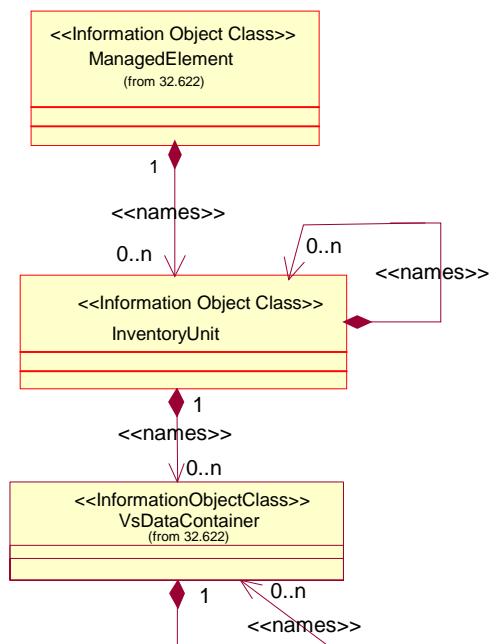 <<Information Object Class>>
ManagedElement
(from 32.622)
1
<<names>>
0..n
0..n
<<names>>
<<Information Object Class>>
InventoryUnit
1
<<names>>
0..n
<<InformationObjectClass>>
VsDataContainer
(from 32.622)
1
0..n
<<names>>